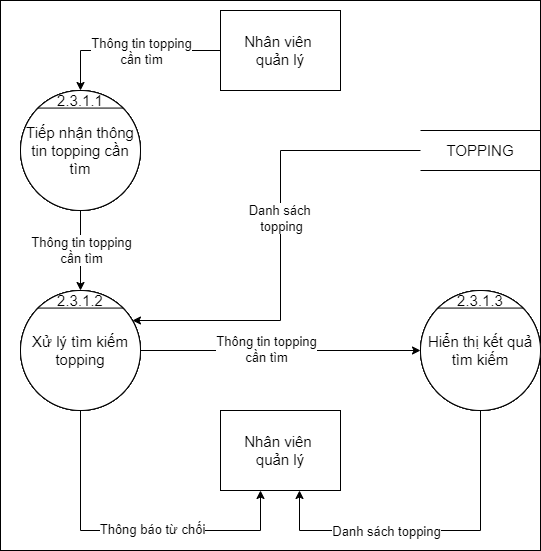 Nhân viên
quản lý
Thông tin topping
cần tìm
2.3.1.1
Tiếp nhận thông
tin topping cần
tìm
TOPPING
Danh sách
topping
Thông tin topping
cần tìm
2.3.1.2
Xử lý tìm kiếm
topping
Thông tin topping
cần tìm
2.3.1.3
Hiển thị kết quả
tìm kiếm
Nhân viên
quản lý
Thông báo từ chối
Danh sách topping